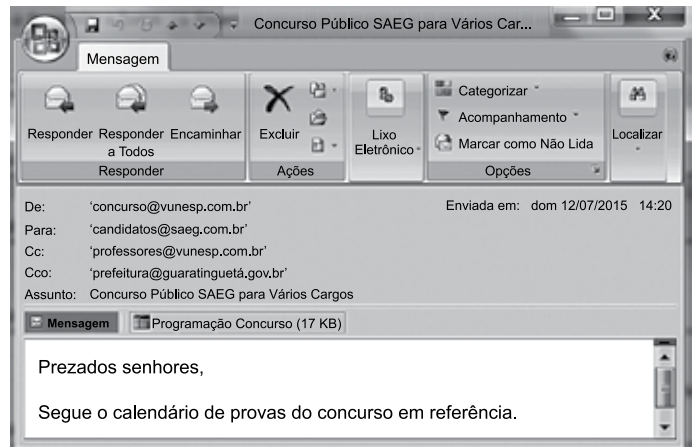 Concurso Público SAEG para Vários Car...
Mensagem
Responder Responder a Todos Encaminhar
Excluir
Lixo Eletrônico
Categorizar
Acompanhamento
Marcar como Não Lida
Localizar
Responder Ações Opções
De: 'concurso@vunesp.com.br' Enviada em: dom 12/07/2015 14:20
Para: 'candidatos@saeg.com.br'
Cc: 'professores@vunesp.com.br'
Cco: 'prefeitura@guaratinguetá.gov.br'
Assunto: Concurso Público SAEG para Vários Cargos
Mensagem Programação Concurso (17 KB)
Prezados senhores,
Segue o calendário de provas do concurso em referência.